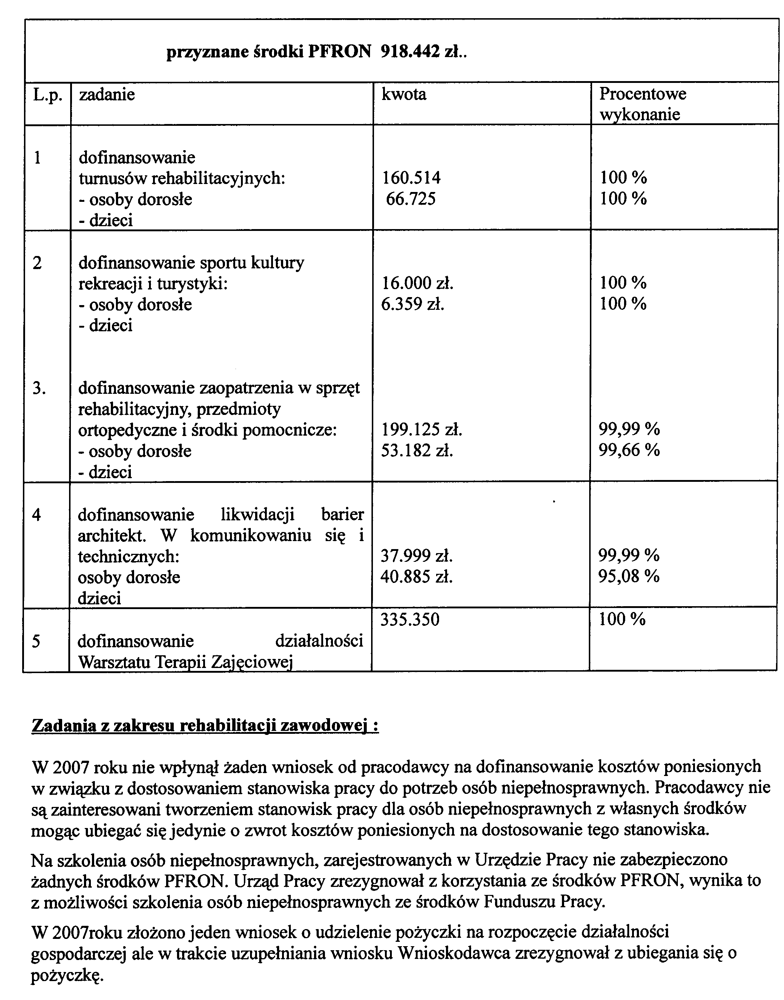 przyznane środki PFRON 918.442 zł..
L.p. zadanie kwota Procentowe
wykonanie
1 dofinansowanie
turnusów rehabilitacyjnych: 160.514 100 %
- osoby dorosłe 66.725 100 %
- dzieci
2 dofinansowanie sportu kultury
rekreacji i turystyki: 16.000 zł. 100 %
- osoby dorosłe 6.359 zł. 100 %
- dzieci
3. dofinansowanie zaopatrzenia w sprzęt
rehabilitacyjny, przedmioty
ortopedyczne i środki pomocnicze: 199.125 zł. 99,99 %
- osoby dorosłe 53.182 zł. 99,66 %
- dzieci
4 dofinansowanie likwidacji barier
architekt. W komunikowaniu się i
technicznych: 37.999 zł. 99,99 %
osoby dorosłe 40.885 zł. 95,08 %
dzieci
335.350 100 %
5 dofinansowanie działalności
Warsztatu Terapii Zajęciowej
Zadania z zakresu rehabilitacji zawodowej :
W 2007 roku nie wpłynął żaden wniosek od pracodawcy na dofinansowanie kosztów poniesionych
w związku z dostosowaniem stanowiska pracy do potrzeb osób niepełnosprawnych. Pracodawcy nie
są zainteresowani tworzeniem stanowisk pracy dla osób niepełnosprawnych z własnych środków
mogąc ubiegać się jedynie o zwrot kosztów poniesionych na dostosowanie tego stanowiska.
Na szkolenia osób niepełnosprawnych, zarejestrowanych w Urzędzie Pracy nie zabezpieczono
żadnych środków PFRON. Urząd Pracy zrezygnował z korzystania ze środków PFRON, wynika to
z możliwości szkolenia osób niepełnosprawnych ze środków Funduszu Pracy.
W 2007roku złożono jeden wniosek o udzielenie pożyczki na rozpoczęcie działalności
gospodarczej ale w trakcie uzupełniania wniosku Wnioskodawca zrezygnował z ubiegania się o
pożyczkę.